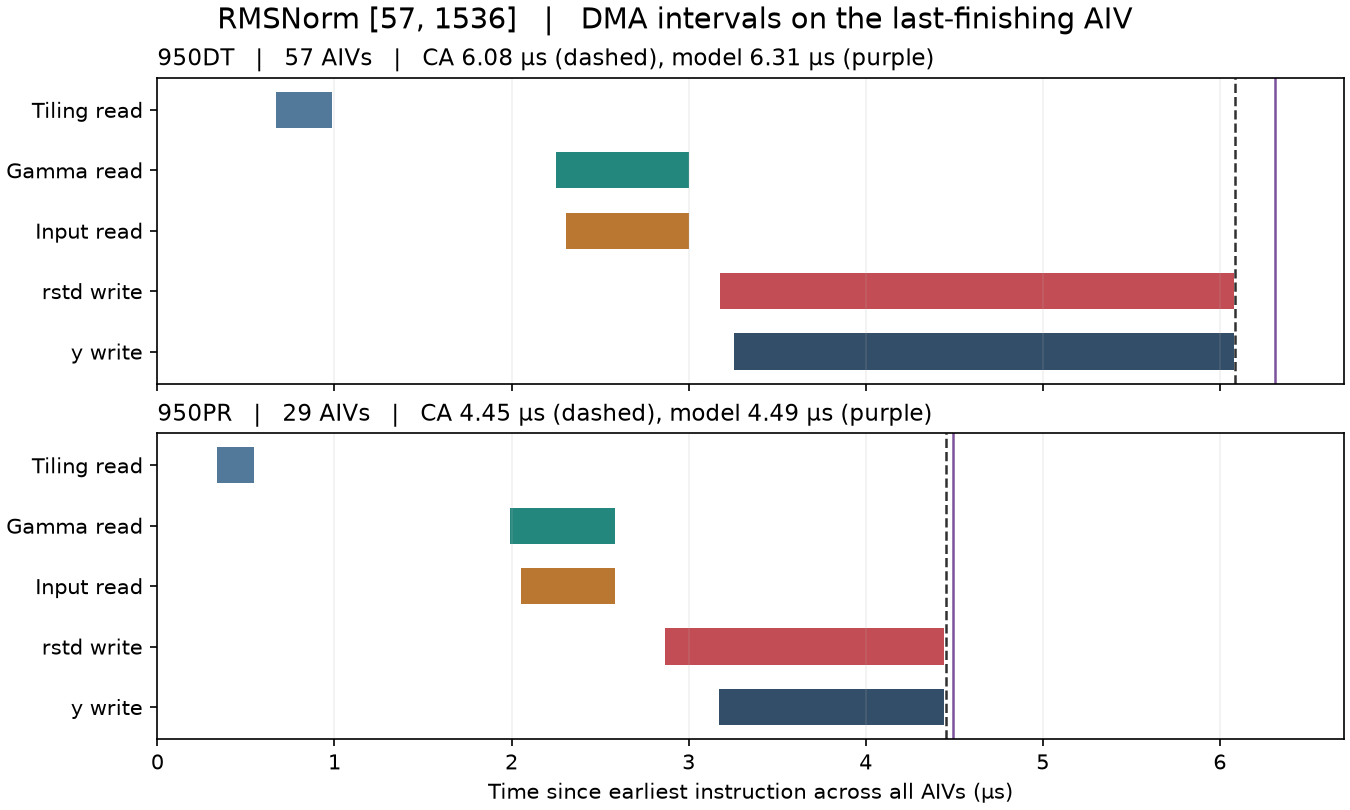 RMSNorm [57, 1536]   |   DMA intervals on the last-finishing AIV
950DT   |   57 AIVs   |   CA 6.08 µs (dashed), model 6.31 µs (purple)
Tiling read
Gamma read
Input read
rstd write
y write
950PR   |   29 AIVs   |   CA 4.45 µs (dashed), model 4.49 µs (purple)
Tiling read
Gamma read
Input read
rstd write
y write
0 1 2 3 4 5 6
Time since earliest instruction across all AIVs (µs)